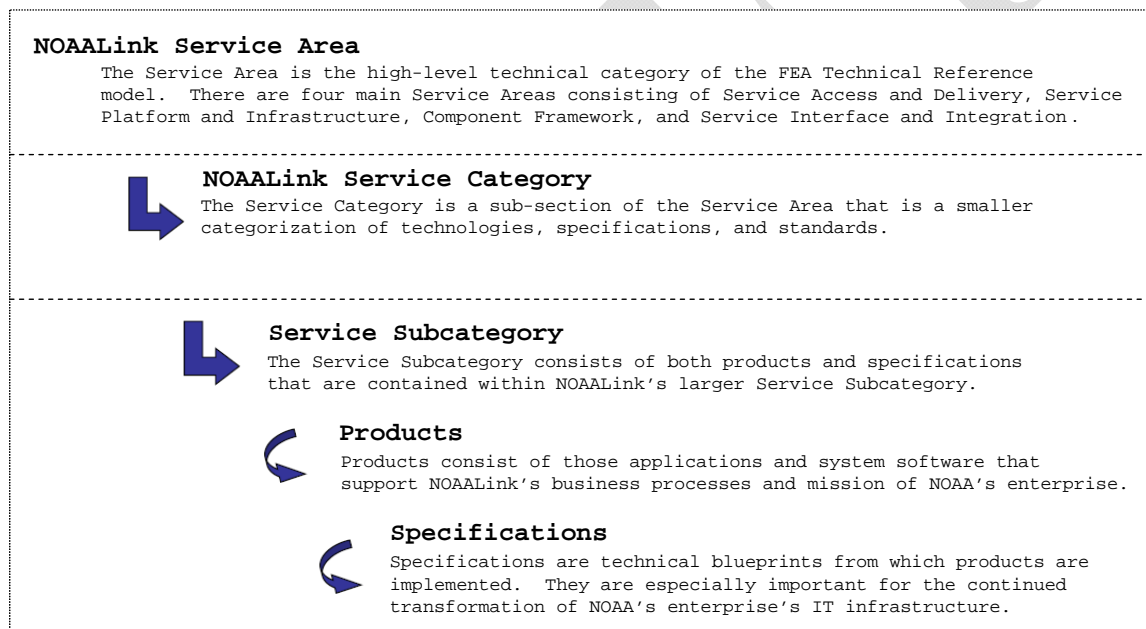 NOAALink Service Area
The Service Area is the high-level technical category of the FEA Technical Reference
model.  There are four main Service Areas consisting of Service Access and Delivery, Service
Platform and Infrastructure, Component Framework, and Service Interface and Integration.
NOAALink Service Category
The Service Category is a sub-section of the Service Area that is a smaller
categorization of technologies, specifications, and standards.
Service Subcategory
The Service Subcategory consists of both products and specifications
that are contained within NOAALink’s larger Service Subcategory.
Products
Products consist of those applications and system software that
support NOAALink’s business processes and mission of NOAA’s enterprise.
Specifications
Specifications are technical blueprints from which products are
implemented.  They are especially important for the continued
transformation of NOAA’s enterprise’s IT infrastructure.